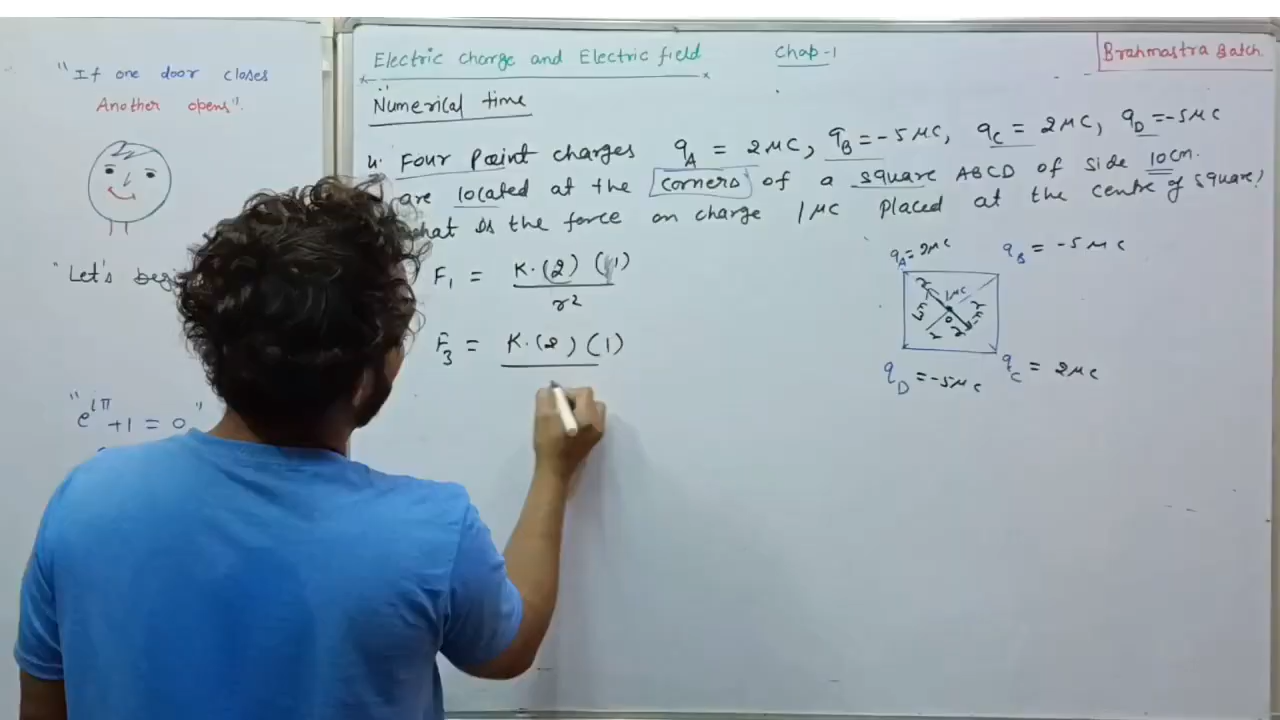 "If one door closes
Another opens".
"Let's begi
"e^iπ +1 = 0"
Electric charge and Electric field Chap-1
Brahmastra Batch
Numerical time
4. Four point charges q_A = 2μC, q_B = -5μC, q_C = 2μC, q_D = -5μC
are located at the corners of a square ABCD of side 10cm.
hat is the force on charge 1μC placed at the centre of square?
F_1 = K.(2)(1)
r²
F_3 = K.(2)(1)
q_A = 2μC
q_B = -5μC
1μC
r
r
r
r
O
q_D = -5μC
q_C = 2μC